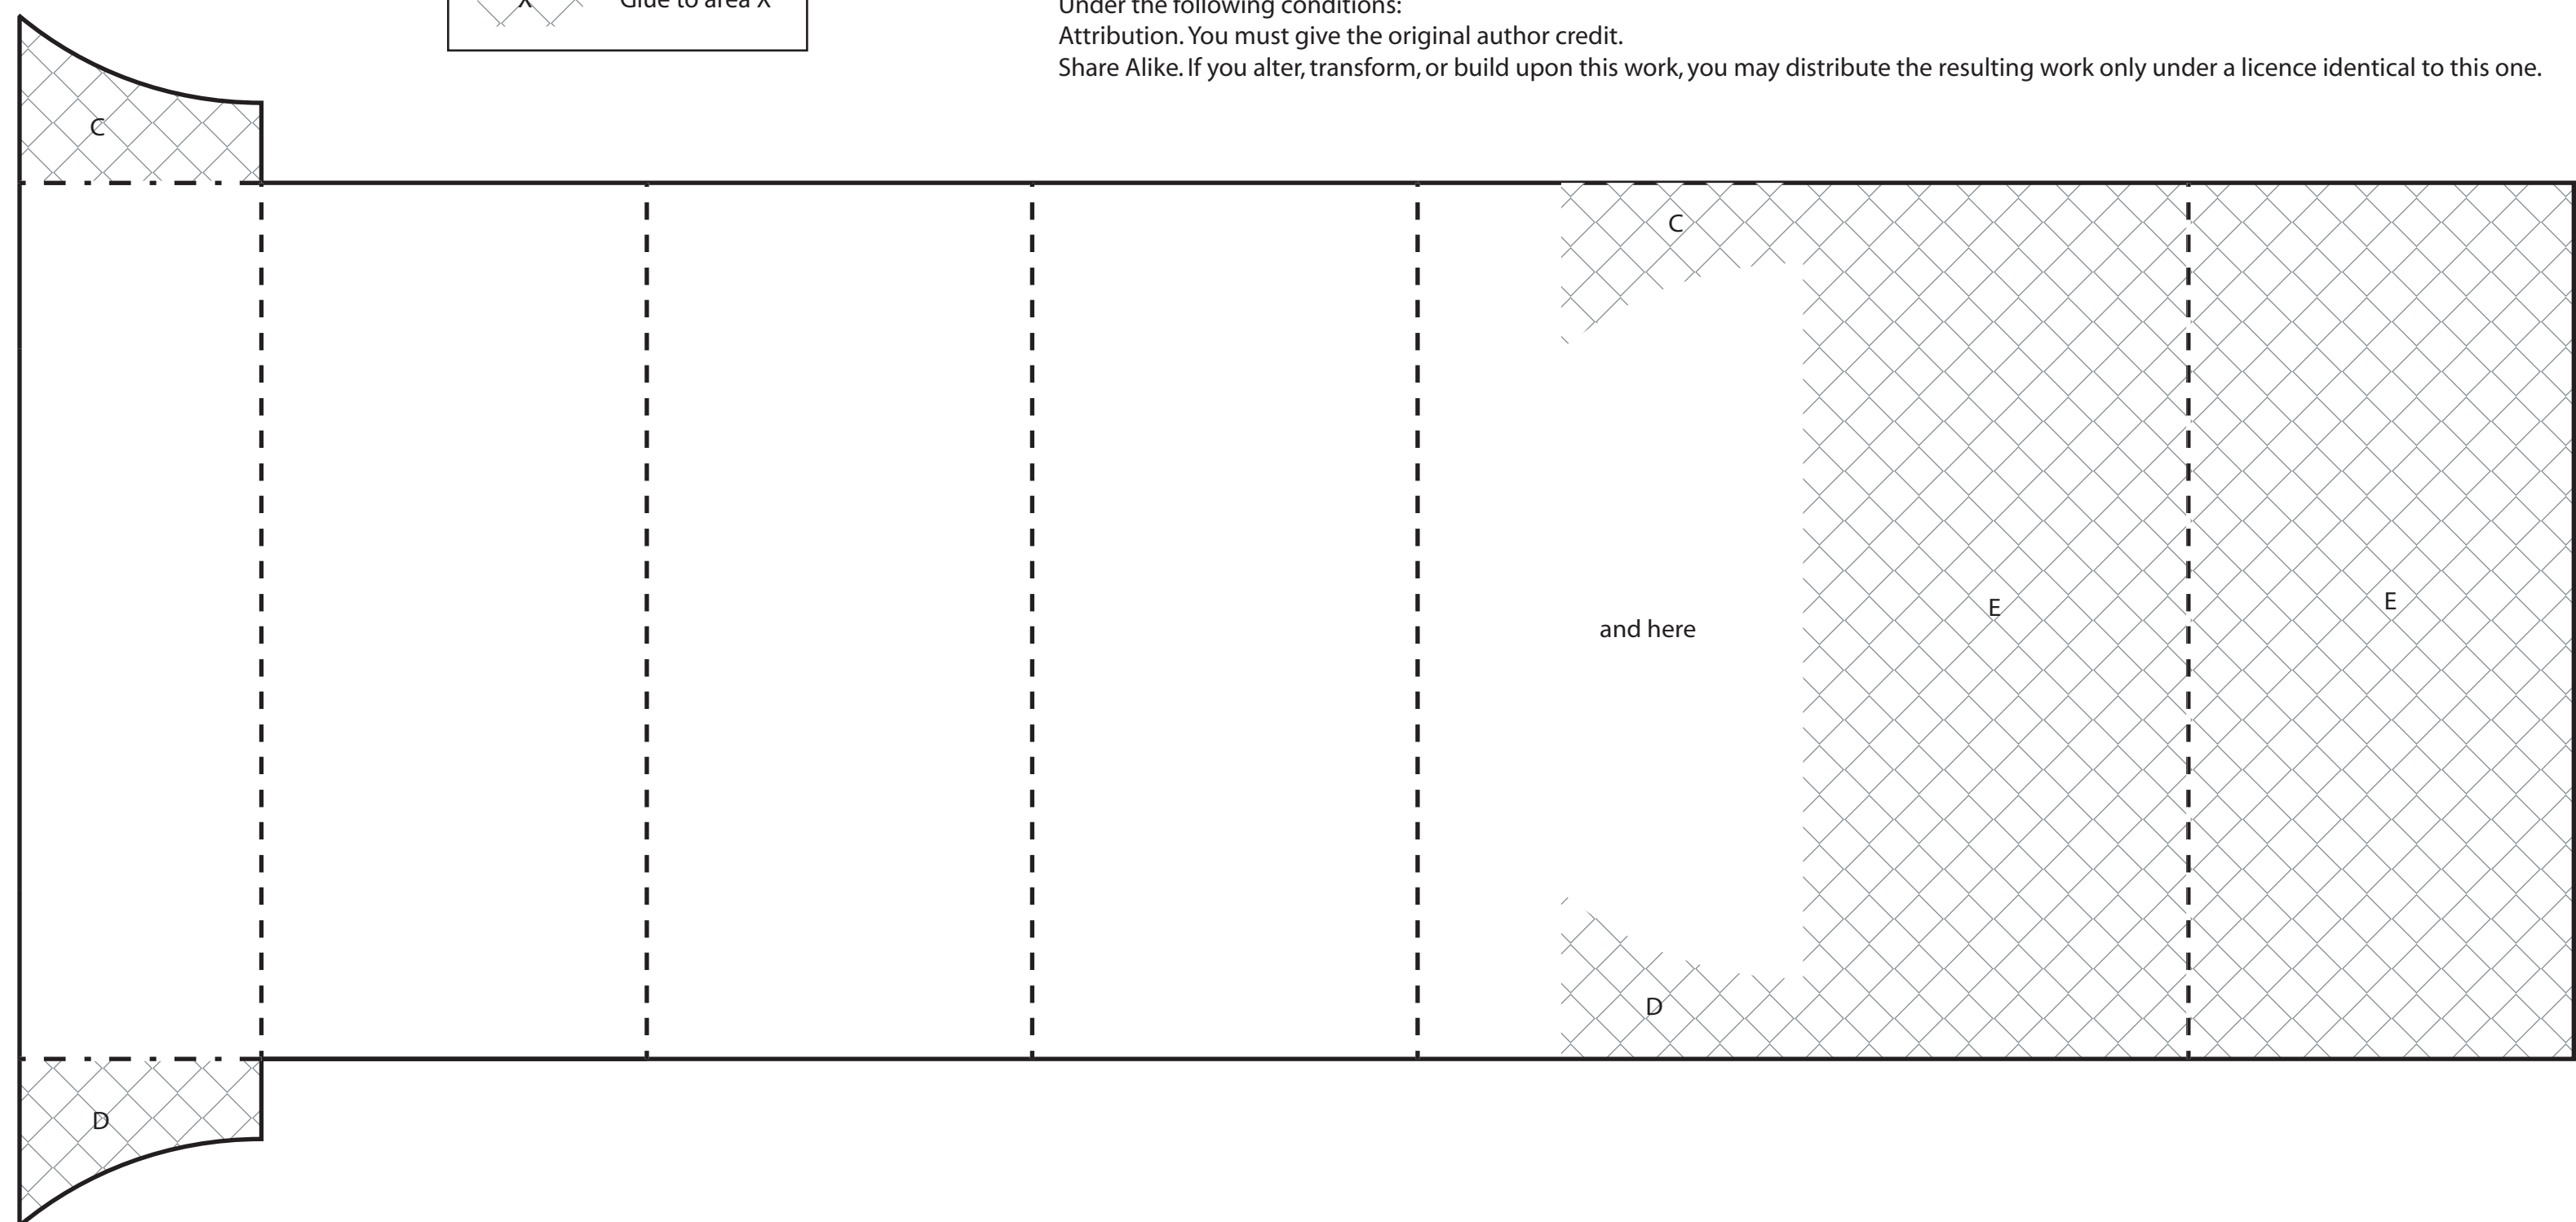 X Glue to area X
Under the following conditions:
Attribution. You must give the original author credit.
Share Alike. If you alter, transform, or build upon this work, you may distribute the resulting work only under a licence identical to this one.
C
C
and here
E
E
D
D